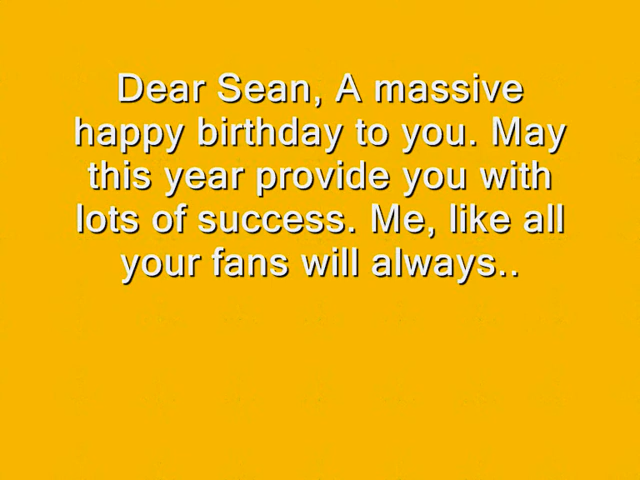 Dear Sean, A massive
happy birthday to you. May
this year provide you with
lots of success. Me, like all
your fans will always..